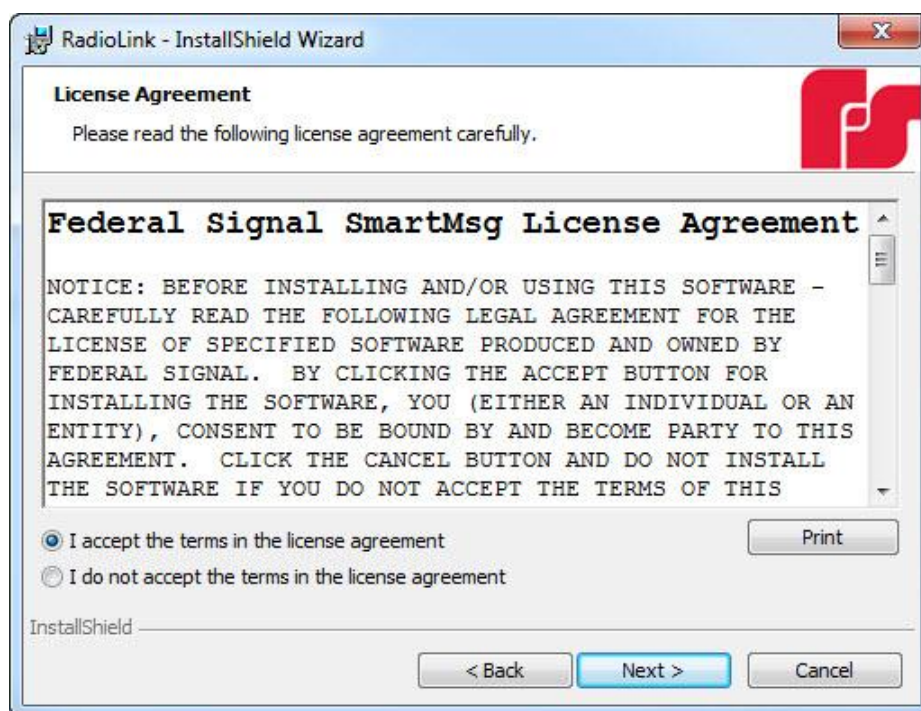 RadioLink - InstallShield Wizard
License Agreement
Please read the following license agreement carefully.
Federal Signal SmartMsg License Agreement
NOTICE: BEFORE INSTALLING AND/OR USING THIS SOFTWARE –
CAREFULLY READ THE FOLLOWING LEGAL AGREEMENT FOR THE
LICENSE OF SPECIFIED SOFTWARE PRODUCED AND OWNED BY
FEDERAL SIGNAL.  BY CLICKING THE ACCEPT BUTTON FOR
INSTALLING THE SOFTWARE, YOU (EITHER AN INDIVIDUAL OR AN
ENTITY), CONSENT TO BE BOUND BY AND BECOME PARTY TO THIS
AGREEMENT.  CLICK THE CANCEL BUTTON AND DO NOT INSTALL
THE SOFTWARE IF YOU DO NOT ACCEPT THE TERMS OF THIS
I accept the terms in the license agreement
Print
I do not accept the terms in the license agreement
InstallShield
< Back
Next >
Cancel